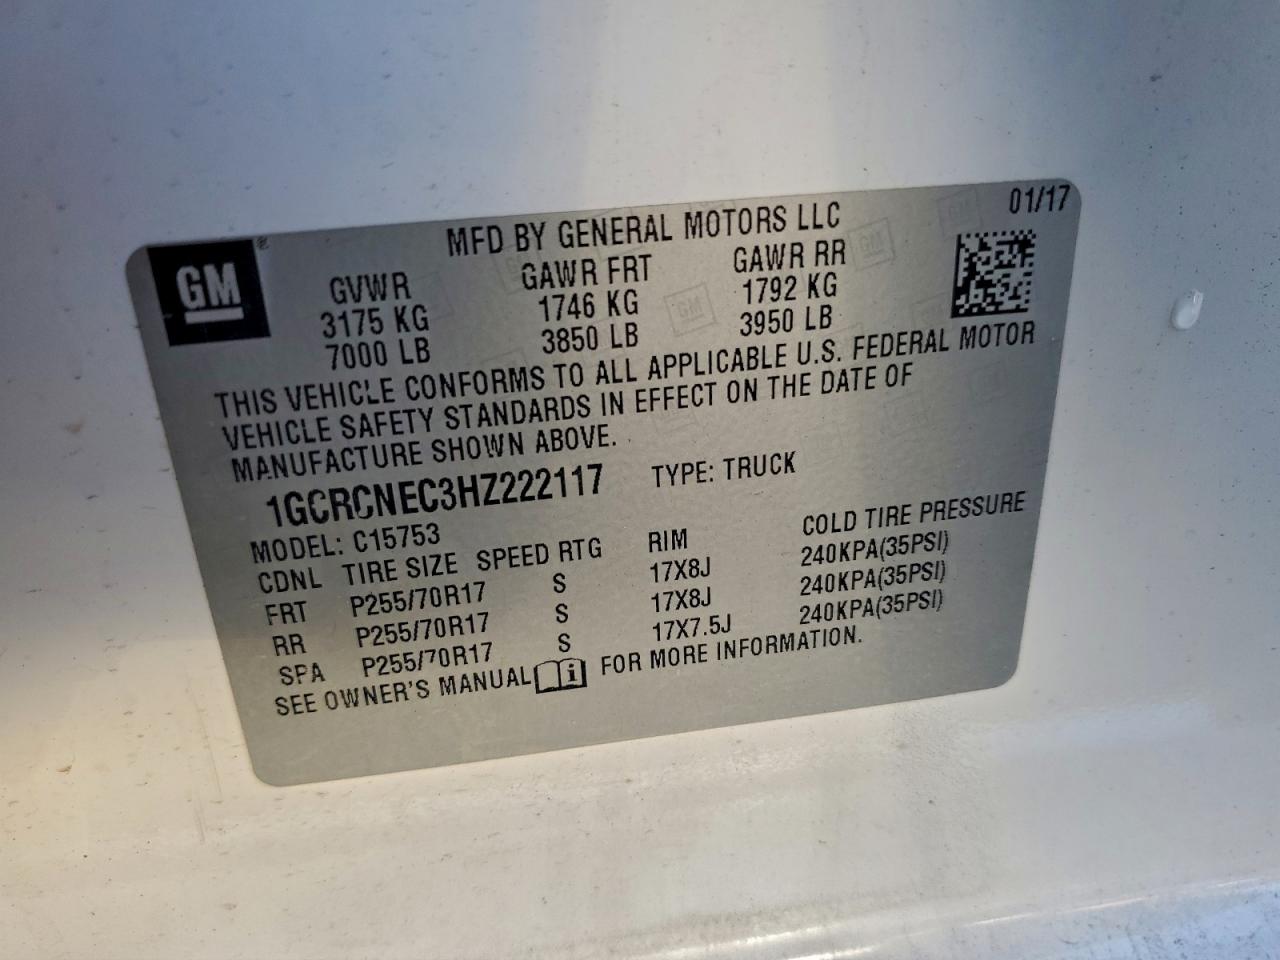 01/17
GM®
MFD BY GENERAL MOTORS LLC
GVWR GAWR FRT GAWR RR
3175 KG 1746 KG 1792 KG
7000 LB 3850 LB 3950 LB
THIS VEHICLE CONFORMS TO ALL APPLICABLE U.S. FEDERAL MOTOR
VEHICLE SAFETY STANDARDS IN EFFECT ON THE DATE OF
MANUFACTURE SHOWN ABOVE.
1GCRCNEC3HZ222117 TYPE: TRUCK
MODEL: C15753
CDNL TIRE SIZE SPEED RTG RIM COLD TIRE PRESSURE
FRT P255/70R17 S 17X8J 240KPA(35PSI)
RR P255/70R17 S 17X8J 240KPA(35PSI)
SPA P255/70R17 S 17X7.5J 240KPA(35PSI)
SEE OWNER'S MANUAL i FOR MORE INFORMATION.